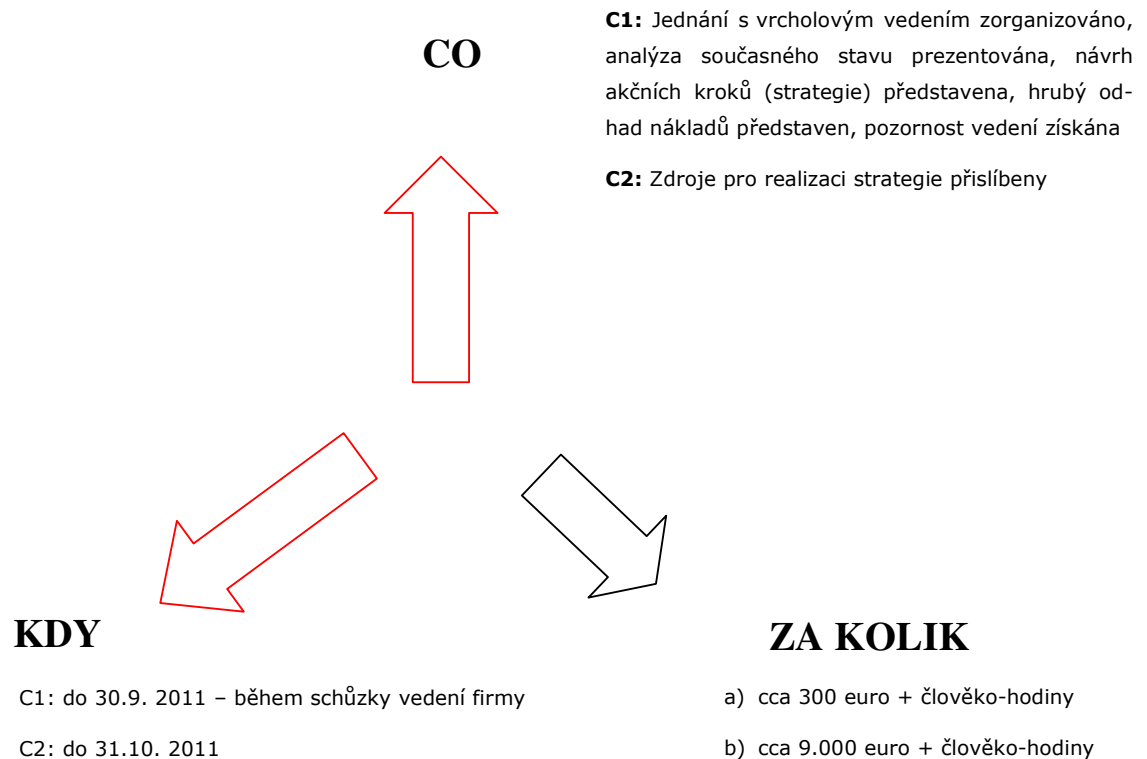 CO
C1: Jednání s vrcholovým vedením zorganizováno,
analýza současného stavu prezentována, návrh
akčních kroků (strategie) představena, hrubý od-
had nákladů představen, pozornost vedení získána
C2: Zdroje pro realizaci strategie přislíbeny
KDY
C1: do 30.9. 2011 – během schůzky vedení firmy
C2: do 31.10. 2011
ZA KOLIK
a) cca 300 euro + člověko-hodiny
b) cca 9.000 euro + člověko-hodiny